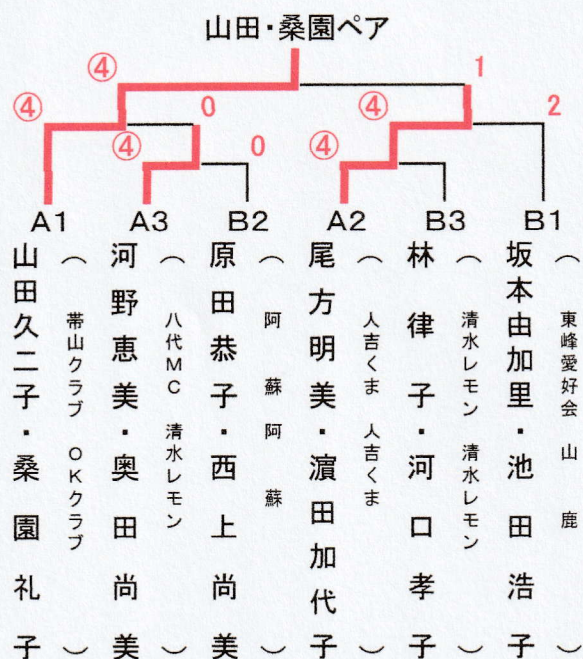 山田・桑園ペア
④
1
④
0
④
2
④
0
④
A1
A3
B2
A2
B3
B1
山田久二子・桑園礼子
(帯山クラブ OKクラブ)
河野恵美・奥田尚美
(八代MC 清水レモン)
原田恭子・西上尚美
(阿蘇 阿蘇)
尾方明美・濵田加代子
(人吉くま 人吉くま)
林律子・河口孝子
(清水レモン 清水レモン)
坂本由加里・池田浩子
(東峰愛好会 山鹿)